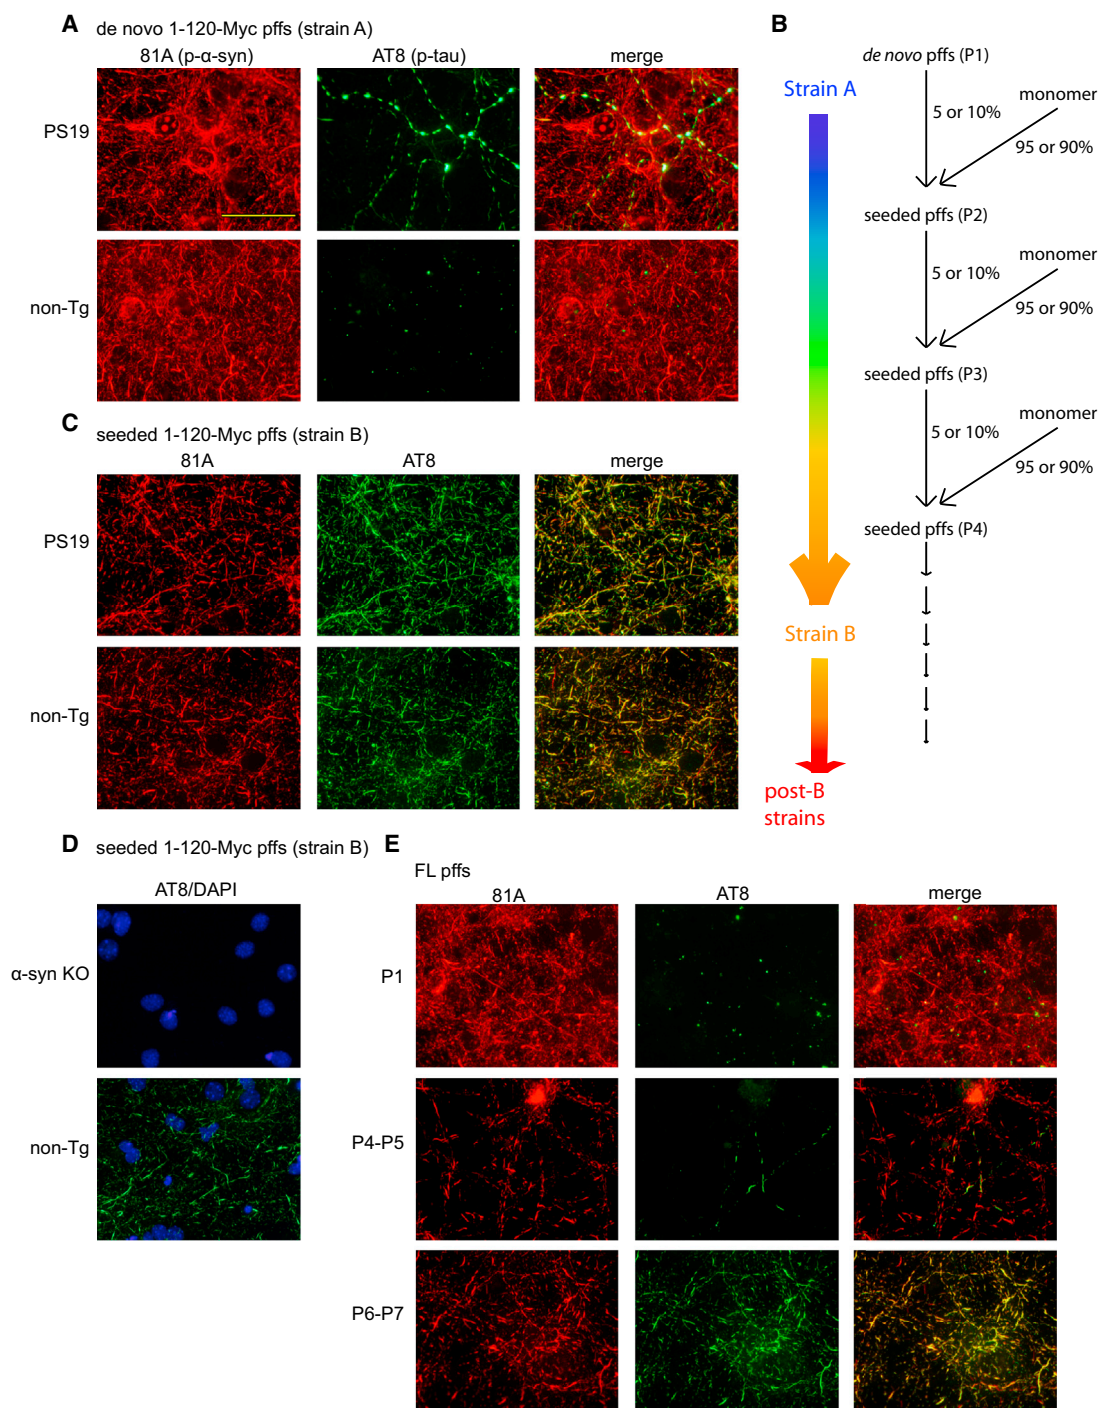 A de novo 1-120-Myc pffs (strain A)
81A (p-α-syn) AT8 (p-tau) merge
PS19
non-Tg
B
de novo pffs (P1)
Strain A
monomer
5 or 10%
95 or 90%
seeded pffs (P2)
monomer
5 or 10%
95 or 90%
seeded pffs (P3)
monomer
5 or 10%
95 or 90%
seeded pffs (P4)
Strain B
post-B
strains
C seeded 1-120-Myc pffs (strain B)
81A AT8 merge
PS19
non-Tg
D seeded 1-120-Myc pffs (strain B)
AT8/DAPI
α-syn KO
non-Tg
E
FL pffs
81A AT8 merge
P1
P4-P5
P6-P7